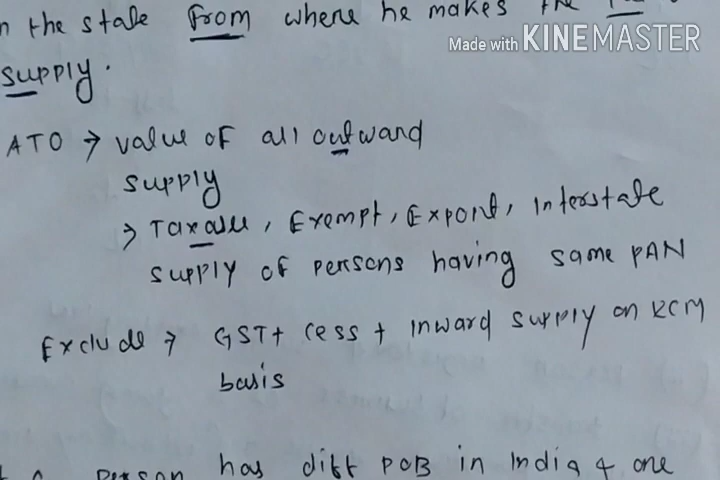 n the state From where he makes the
Made with KINEMASTER
supply.
ATO → value of all outward
supply
→ Taxable, Exempt, Export, Interstate
supply of persons having same PAN
Exclude → GST + cess + inward supply on RCM
basis
a person has diff POB in India & one